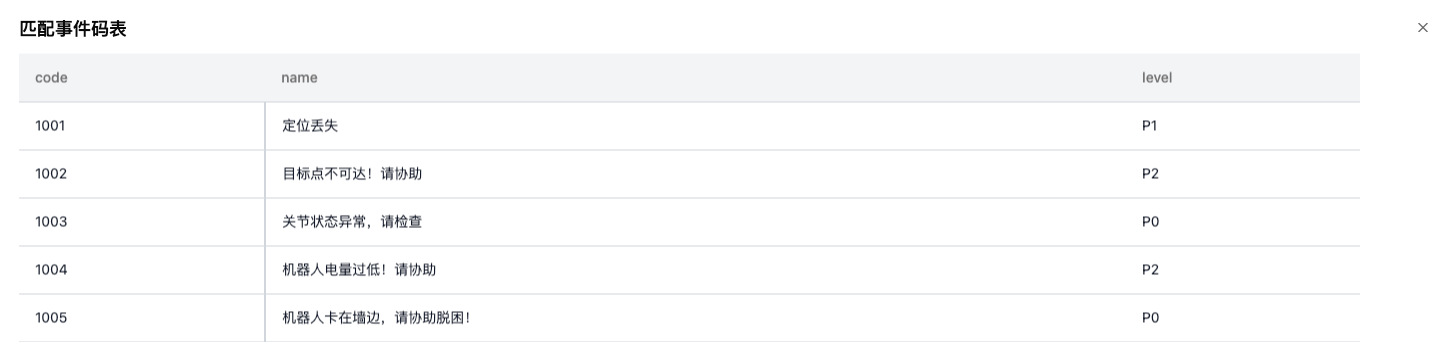 匹配事件码表
code name level
1001 定位丢失 P1
1002 目标点不可达！请协助 P2
1003 关节状态异常，请检查 P0
1004 机器人电量过低！请协助 P2
1005 机器人卡在墙边，请协助脱困！ P0